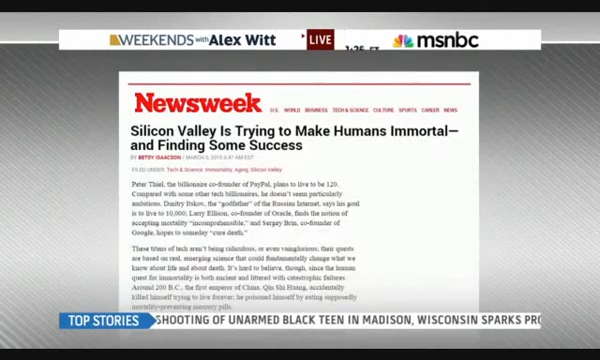 WEEKENDS WITH ALEX WITT
LIVE
1:26 ET
msnbc
Newsweek
U.S. WORLD BUSINESS TECH & SCIENCE CULTURE SPORTS CAREER NEWS
Silicon Valley Is Trying to Make Humans Immortal—
and Finding Some Success
BY BETSY ISAACSON / MARCH 5, 2015 6:47 AM EST
FILED UNDER: Tech & Science, Immortality, Aging, Silicon Valley
Peter Thiel, the billionaire co-founder of PayPal, plans to live to be 120.
Compared with some other tech billionaires, he doesn't seem particularly
ambitious. Dmitry Itskov, the "godfather" of the Russian Internet, says his goal
is to live to 10,000; Larry Ellison, co-founder of Oracle, finds the notion of
accepting mortality "incomprehensible," and Sergey Brin, co-founder of
Google, hopes to someday "cure death."
These titans of tech aren't being ridiculous, or even vainglorious; their quests
are based on real, emerging science that could fundamentally change what we
know about life and about death. It's hard to believe, though, since the human
quest for immortality is both ancient and littered with catastrophic failures.
Around 200 B.C., the first emperor of China, Qin Shi Huang, accidentally
killed himself trying to live forever; he poisoned himself by eating supposedly
mortality-preventing mercury pills.
TOP STORIES
SHOOTING OF UNARMED BLACK TEEN IN MADISON, WISCONSIN SPARKS PRO